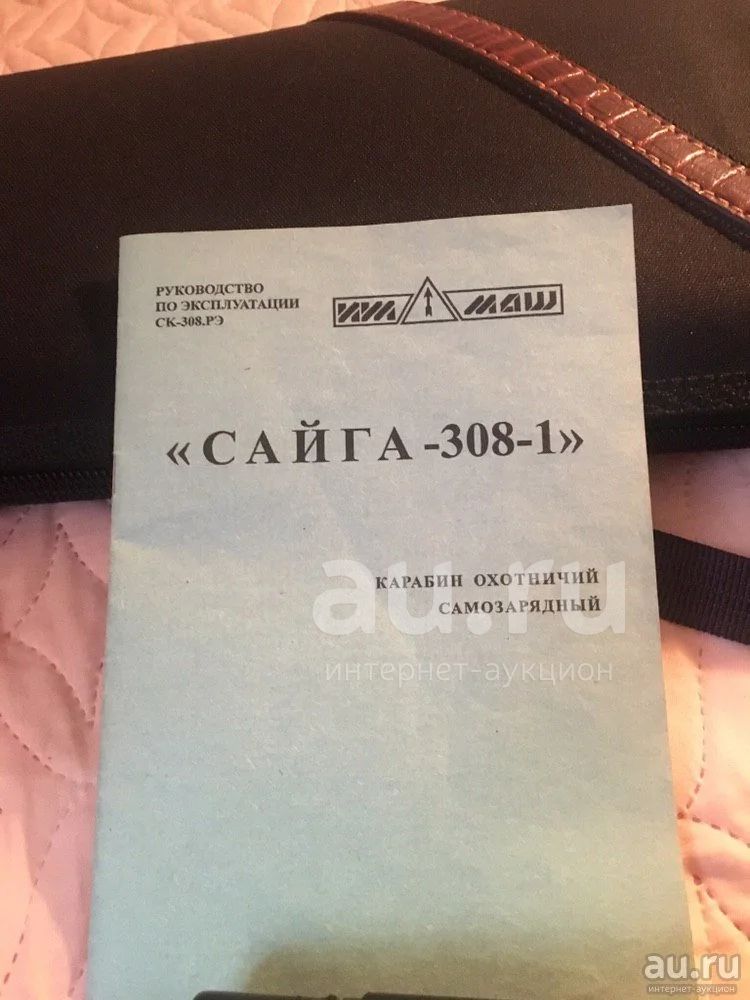 РУКОВОДСТВО
ПО ЭКСПЛУАТАЦИИ
СК-308.РЭ
ИЖМАШ
«САЙГА-308-1»
КАРАБИН ОХОТНИЧИЙ
САМОЗАРЯДНЫЙ
au.ru
интернет-аукцион
au.ru
интернет-аукцион